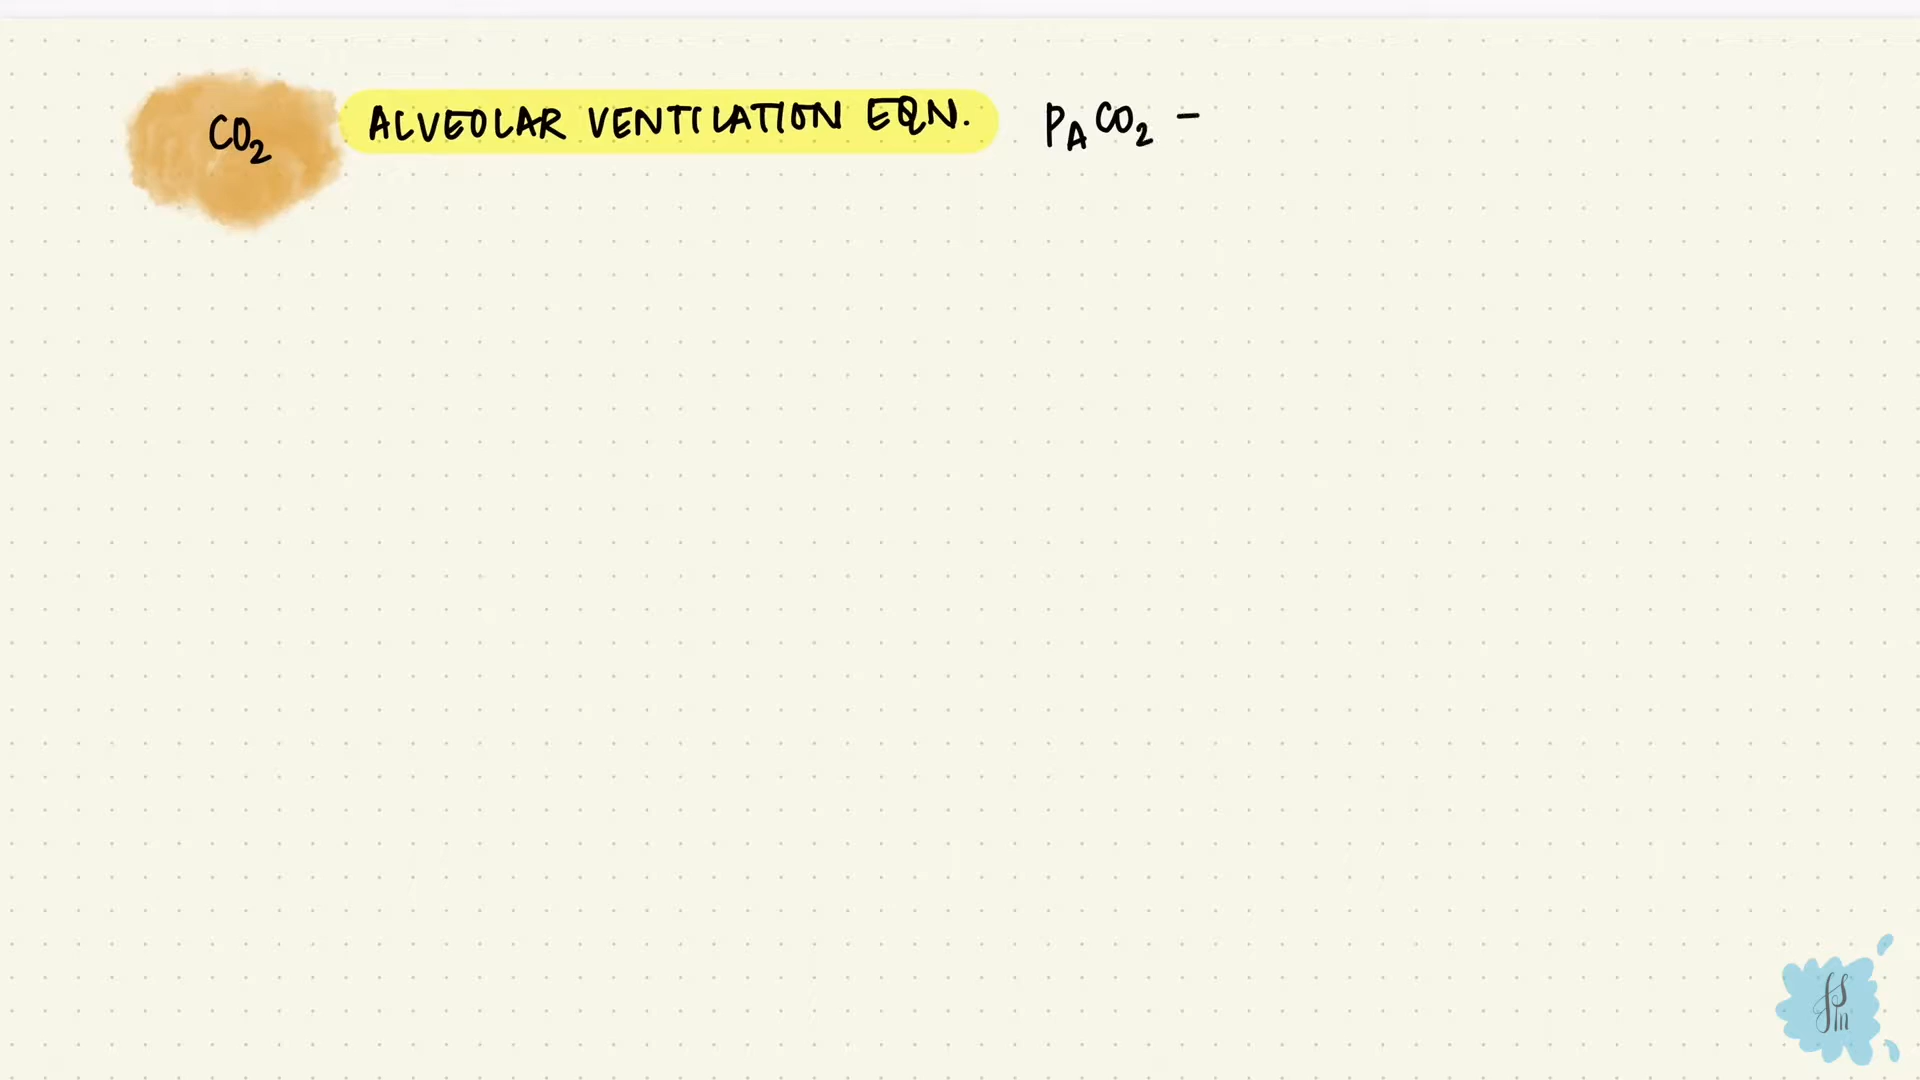 CO₂ ALVEOLAR VENTILATION EQN. PACO₂ –